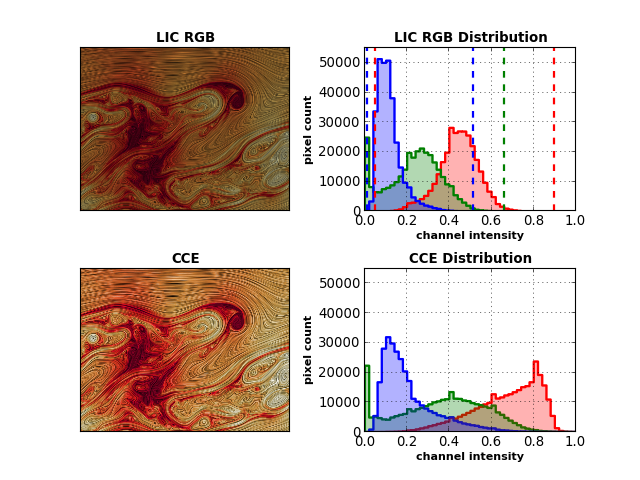 LIC RGB
LIC RGB Distribution
pixel count
50000
40000
30000
20000
10000
0
0.0 0.2 0.4 0.6 0.8 1.0
channel intensity
CCE
CCE Distribution
pixel count
50000
40000
30000
20000
10000
0
0.0 0.2 0.4 0.6 0.8 1.0
channel intensity